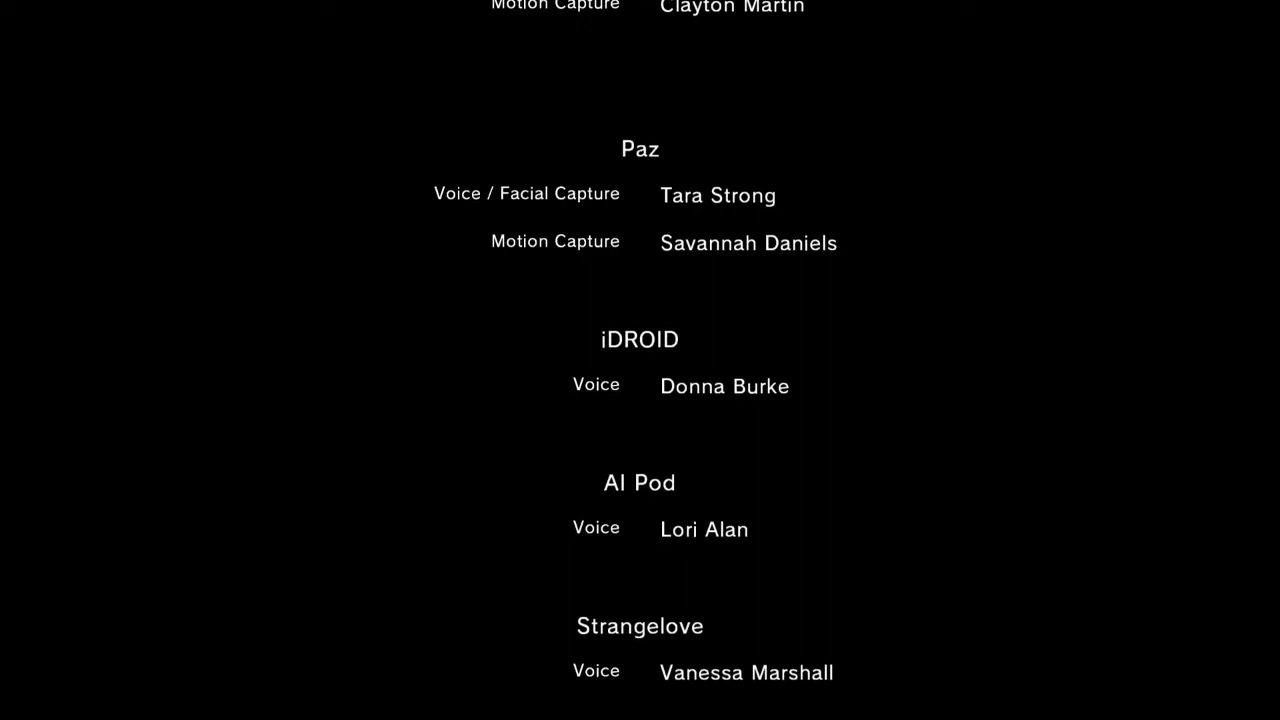 Motion Capture Clayton Martin
Paz
Voice / Facial Capture Tara Strong
Motion Capture Savannah Daniels
iDROID
Voice Donna Burke
AI Pod
Voice Lori Alan
Strangelove
Voice Vanessa Marshall